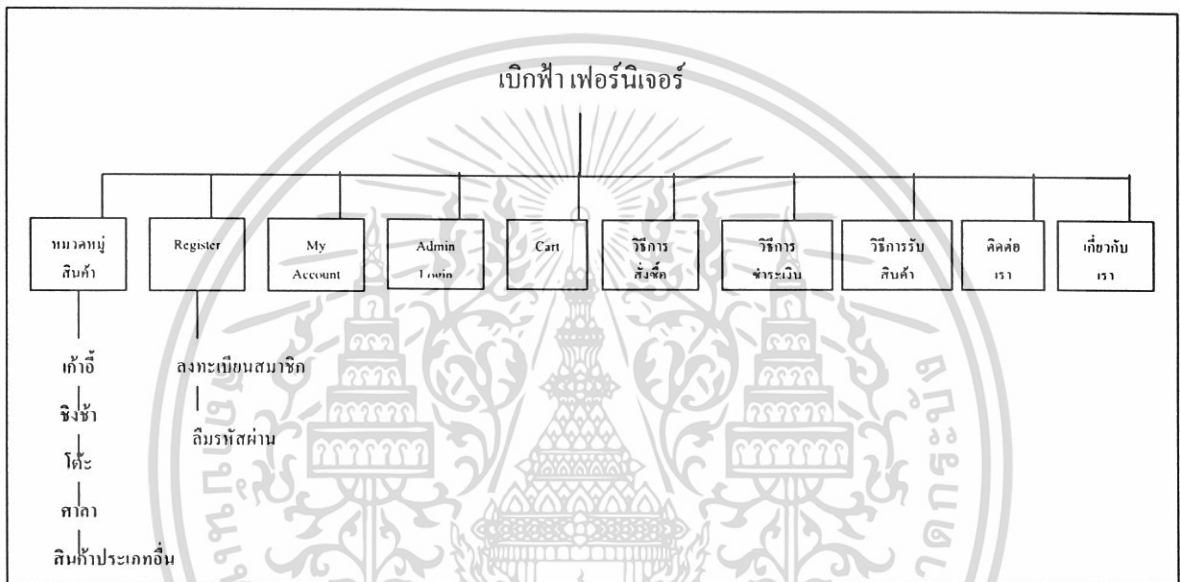 เบิกฟ้า เฟอร์นิเจอร์
หมวดหมู่
สินค้า
Register
My
Account
Admin
Login
Cart
วิธีการ
สั่งซื้อ
วิธีการ
ชำระเงิน
วิธีการรับ
สินค้า
ติดต่อ
เรา
เกี่ยวกับ
เรา
เก้าอี้
ชิงช้า
โต๊ะ
ศาลา
สินค้าประเภทอื่น
ลงทะเบียนสมาชิก
ลืมรหัสผ่าน